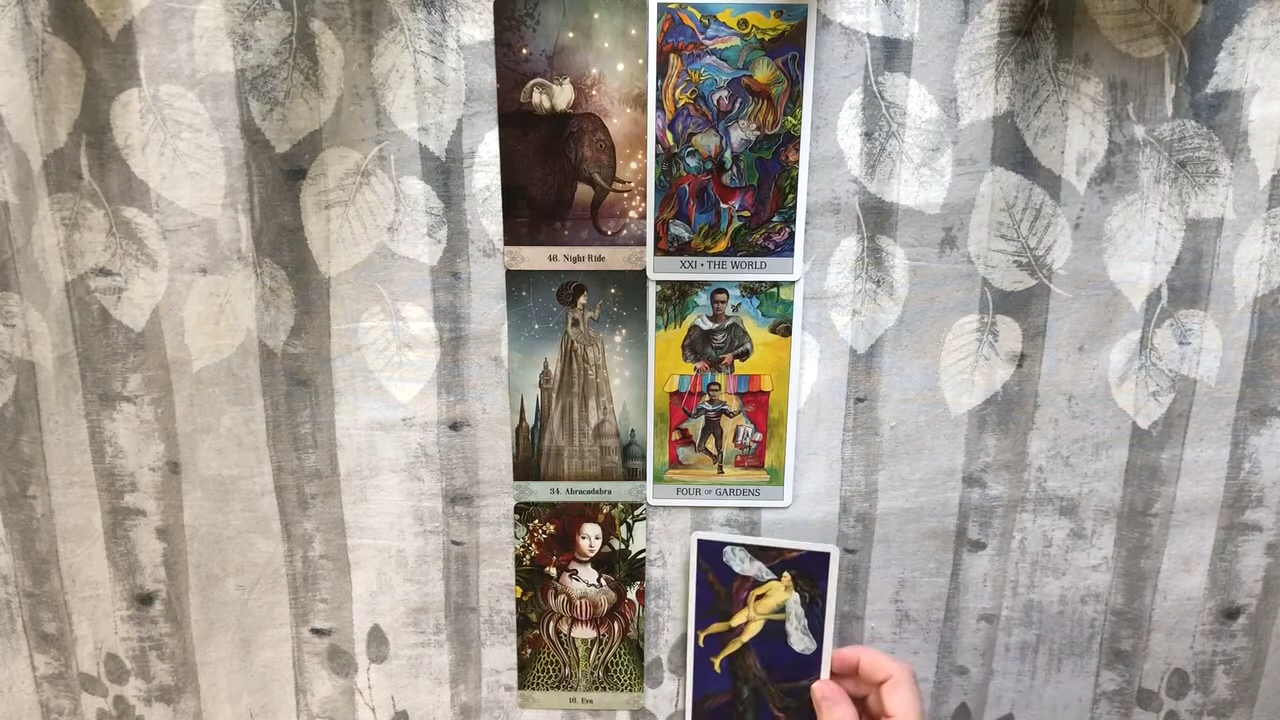 46. Night Ride
XXI • THE WORLD
34. Abracadabra
FOUR OF GARDENS
16. Eva